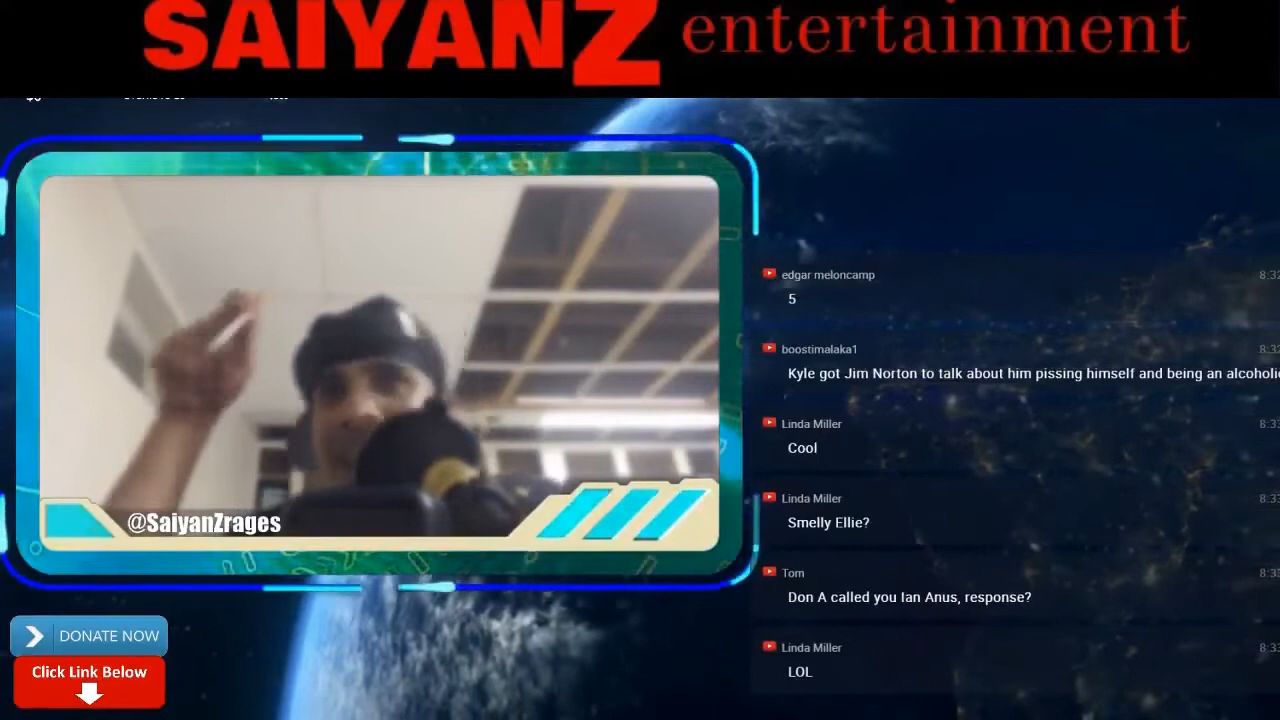 SAIYANZ entertainment
edgar meloncamp
5
boostimalaka1
Kyle got Jim Norton to talk about him pissing himself and being an
Linda Miller
Cool
Linda Miller
Smelly Ellie?
Tom
Don A called you Ian Anus, response?
Linda Miller
LOL
@SaiyanZrages
DONATE NOW
Click Link Below